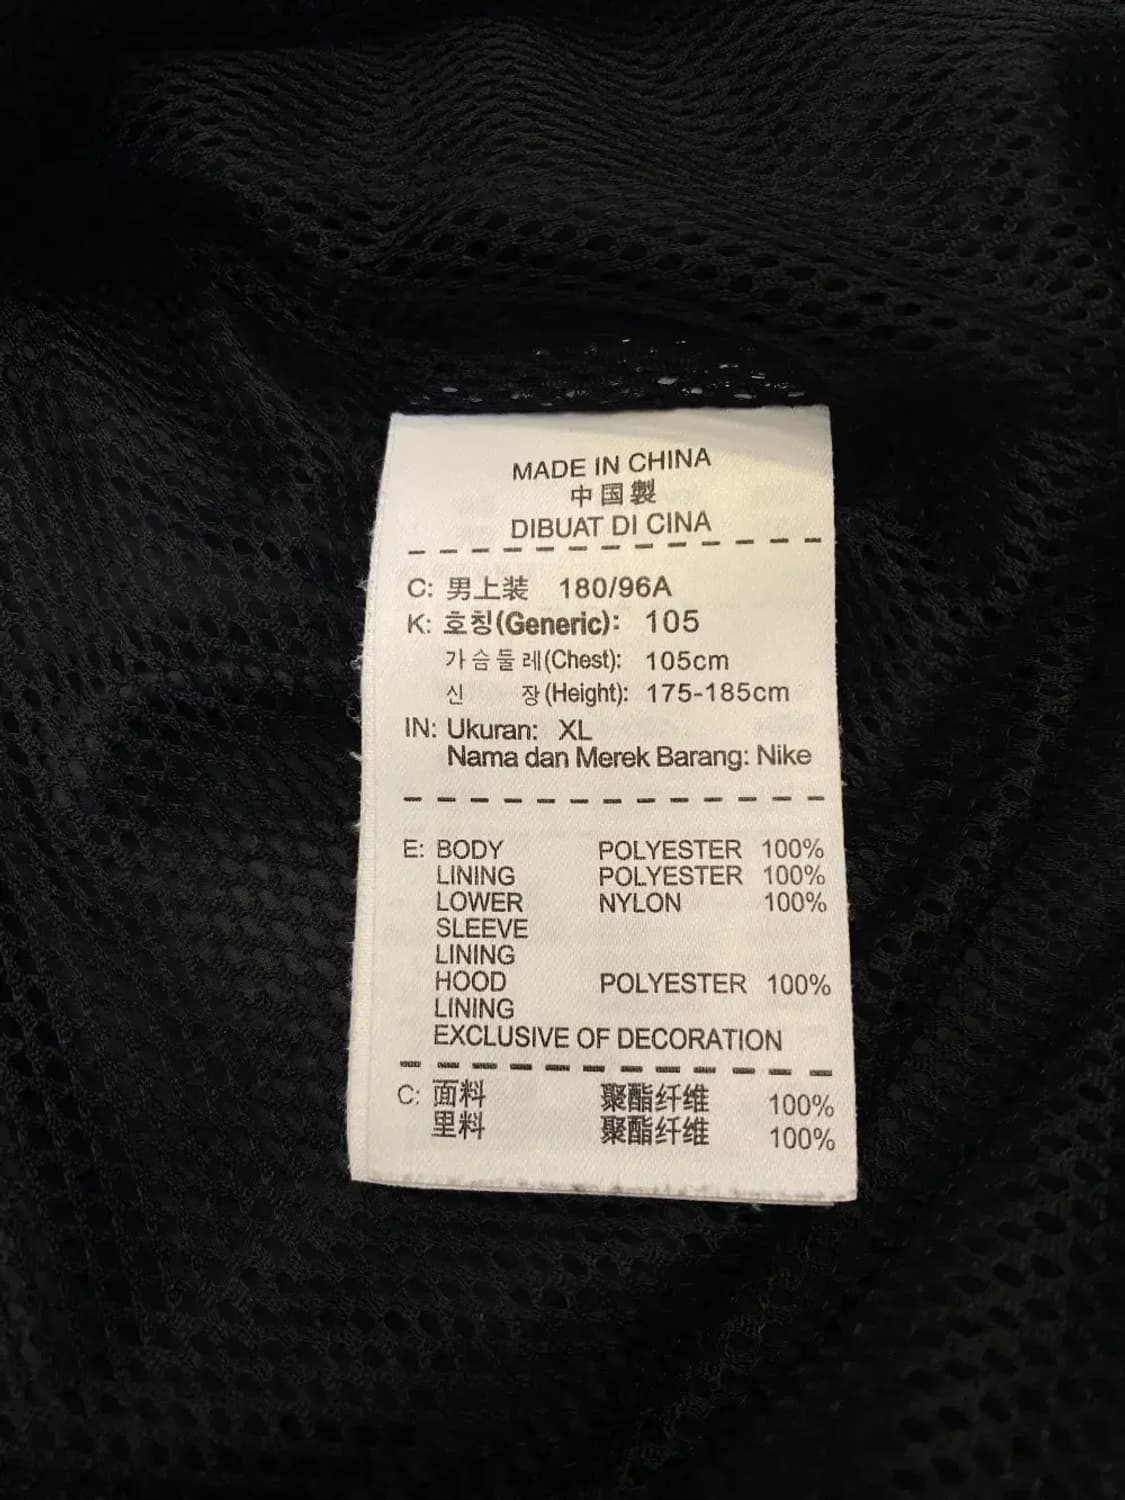 MADE IN CHINA
中国製
DIBUAT DI CINA
C: 男上装 180/96A
K: 호칭(Generic): 105
가슴둘레(Chest): 105cm
신 장(Height): 175-185cm
IN: Ukuran: XL
Nama dan Merek Barang: Nike
E: BODY POLYESTER 100%
LINING POLYESTER 100%
LOWER NYLON 100%
SLEEVE
LINING
HOOD POLYESTER 100%
LINING
EXCLUSIVE OF DECORATION
C: 面料 聚酯纤维 100%
里料 聚酯纤维 100%